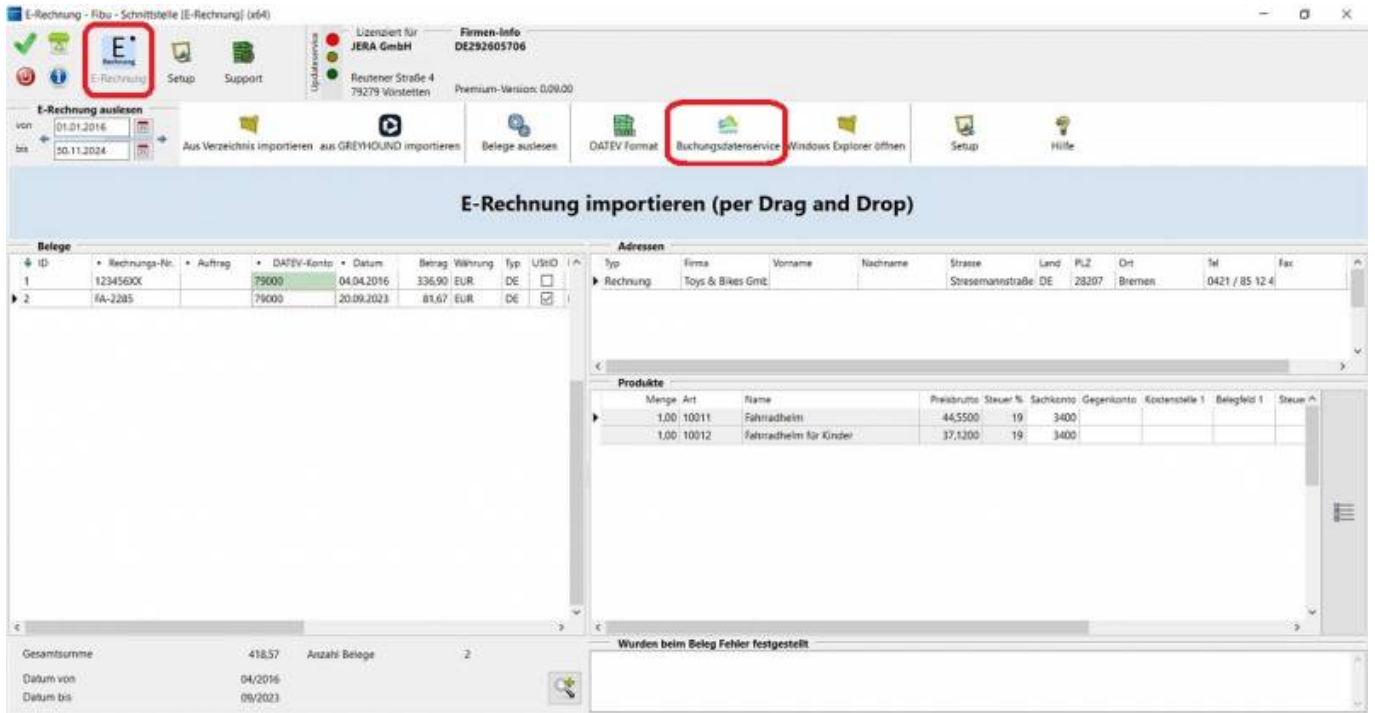 E-Rechnung - Fibu - Schnittstelle [E-Rechnung] (x64)
E
Rechnung
E-Rechnung
Setup
Support
Updateservice
Lizenziert für
JERA GmbH
Reutener Straße 4
79279 Vörstetten
Firmen-Info
DE292605706
Premium-Version: 0.09.00
E-Rechnung auslesen
von 01.01.2016
bis 30.11.2024
Aus Verzeichnis importieren
aus GREYHOUND importieren
Belege auslesen
DATEV Format
Buchungsdatenservice
Windows Explorer öffnen
Setup
Hilfe
E-Rechnung importieren (per Drag and Drop)
Belege
ID Rechnungs-Nr. Auftrag DATEV-Konto Datum Betrag Währung Typ UStID
1 123456XX 79000 04.04.2016 336,90 EUR DE
2 FA-2285 79000 20.09.2023 81,67 EUR DE
Gesamtsumme 418,57 Anzahl Belege 2
Datum von 04/2016
Datum bis 09/2023
Adressen
Typ Firma Vorname Nachname Strasse Land PLZ Ort Tel Fax
Rechnung Toys & Bikes Gmb Stresemannstraße DE 28207 Bremen 0421 / 85 12 4
Produkte
Menge Art Name Preisbrutto Steuer % Sachkonto Gegenkonto Kostenstelle 1 Belegfeld 1 Steue
1,00 10011 Fahrradhelm 44,5500 19 3400
1,00 10012 Fahrradhelm für Kinder 37,1200 19 3400
Wurden beim Beleg Fehler festgestellt